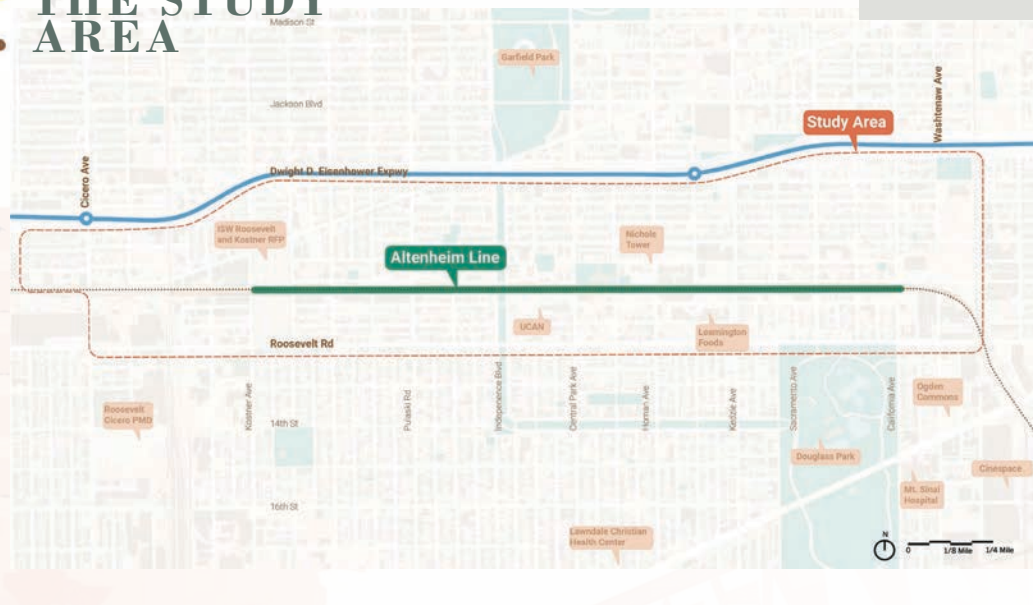 THE STUDY
AREA
Madison St
Garfield Park
Jackson Blvd
Washtenaw Ave
Study Area
Cicero Ave
Dwight D. Eisenhower Expwy
ISW Roosevelt
and Kostner RFP
Nichols
Tower
Altenheim Line
UCAN
Leamington
Foods
Roosevelt Rd
Kostner Ave
Pulaski Rd
Independence Blvd
Central Park Ave
Homan Ave
Kedzie Ave
Sacramento Ave
California Ave
Ogden
Commons
Roosevelt
Cicero PMD
14th St
Douglass Park
Cinespace
Mt. Sinai
Hospital
16th St
Lawndale Christian
Health Center
N
0 1/8 Mile 1/4 Mile